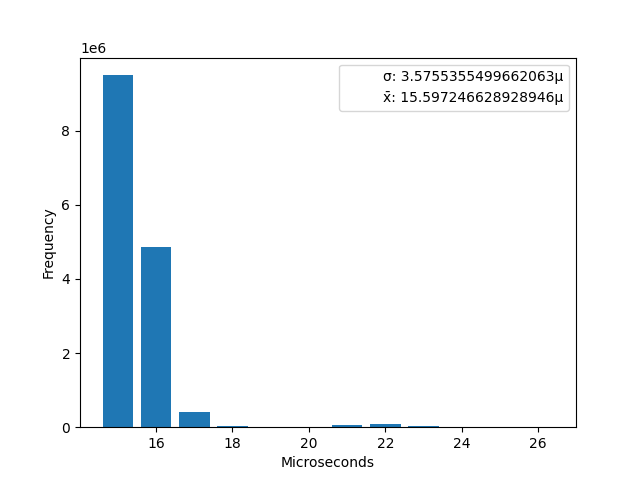 1e6
σ: 3.5755355499662063μ
x̄: 15.597246628928946μ
8
6
4
2
0
Frequency
16 18 20 22 24 26
Microseconds